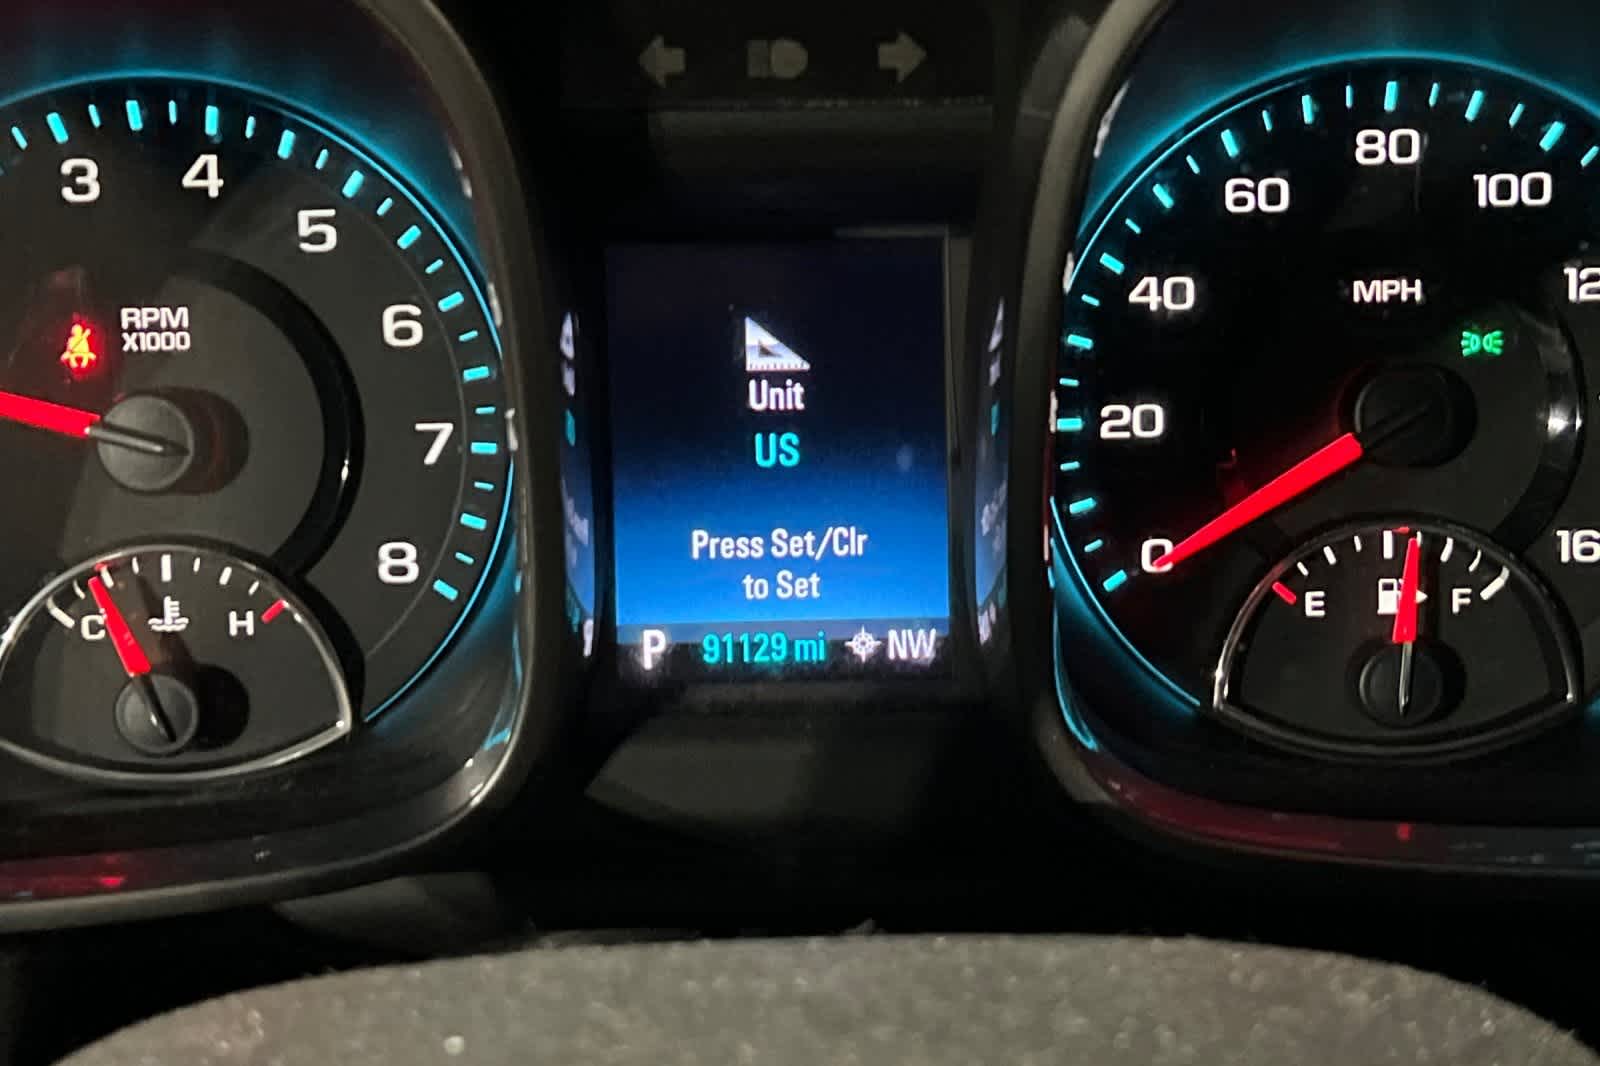 3
4
5
6
7
8
RPM
X1000
C
H
Unit
US
Press Set/Clr
to Set
P 91129 mi NW
0
20
40
60
80
100
MPH
E
F